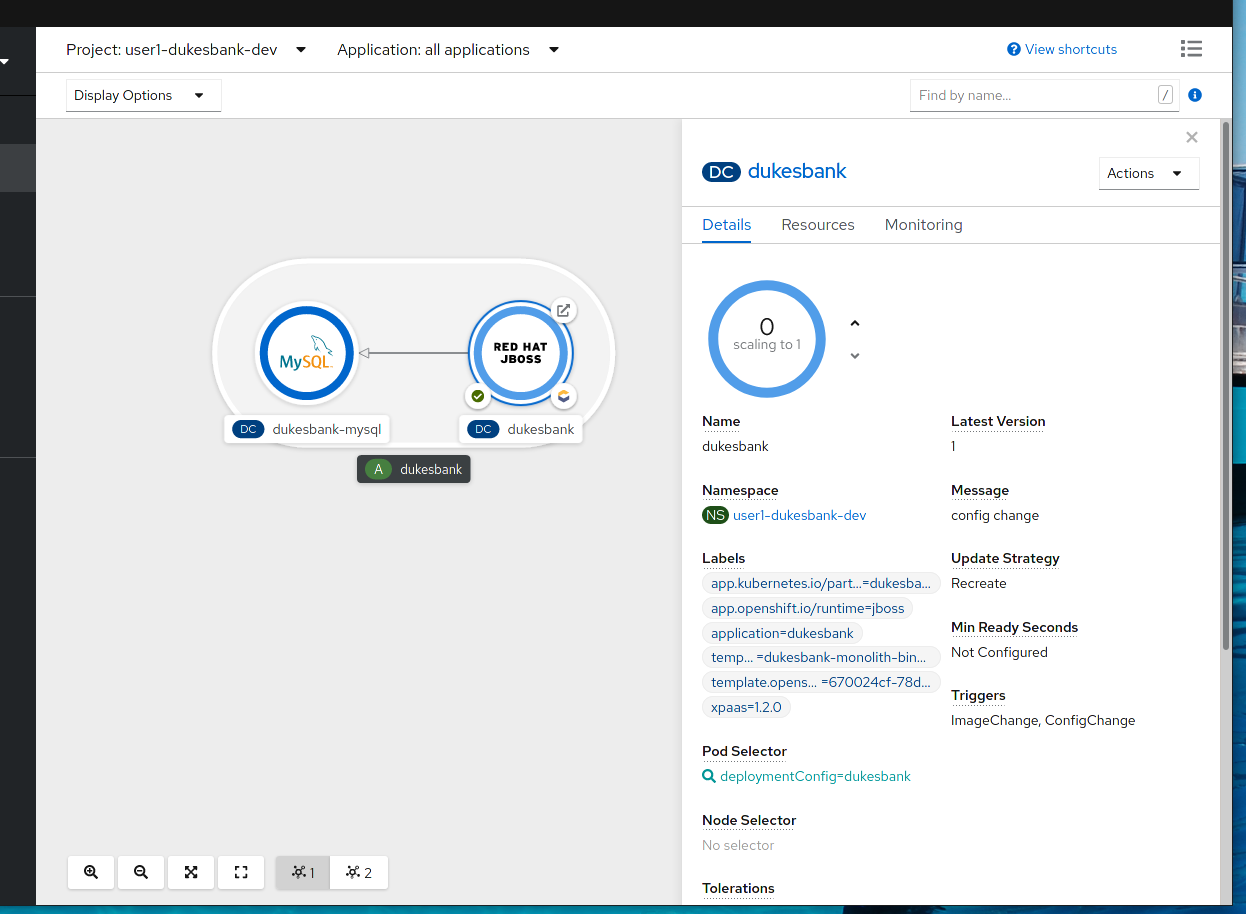 Project: user1-dukesbank-dev
Application: all applications
View shortcuts
Display Options
Find by name...
/
DC dukesbank
Actions
Details
Resources
Monitoring
0
scaling to 1
MySQL
RED HAT
JBOSS
DC dukesbank-mysql
DC dukesbank
A dukesbank
Name
dukesbank
Latest Version
1
Namespace
NS user1-dukesbank-dev
Message
config change
Labels
app.kubernetes.io/part...=dukesba...
app.openshift.io/runtime=jboss
application=dukesbank
temp... =dukesbank-monolith-bin...
template.opens... =670024cf-78d...
xpaas=1.2.0
Update Strategy
Recreate
Min Ready Seconds
Not Configured
Triggers
ImageChange, ConfigChange
Pod Selector
deploymentConfig=dukesbank
Node Selector
No selector
Tolerations
1
2